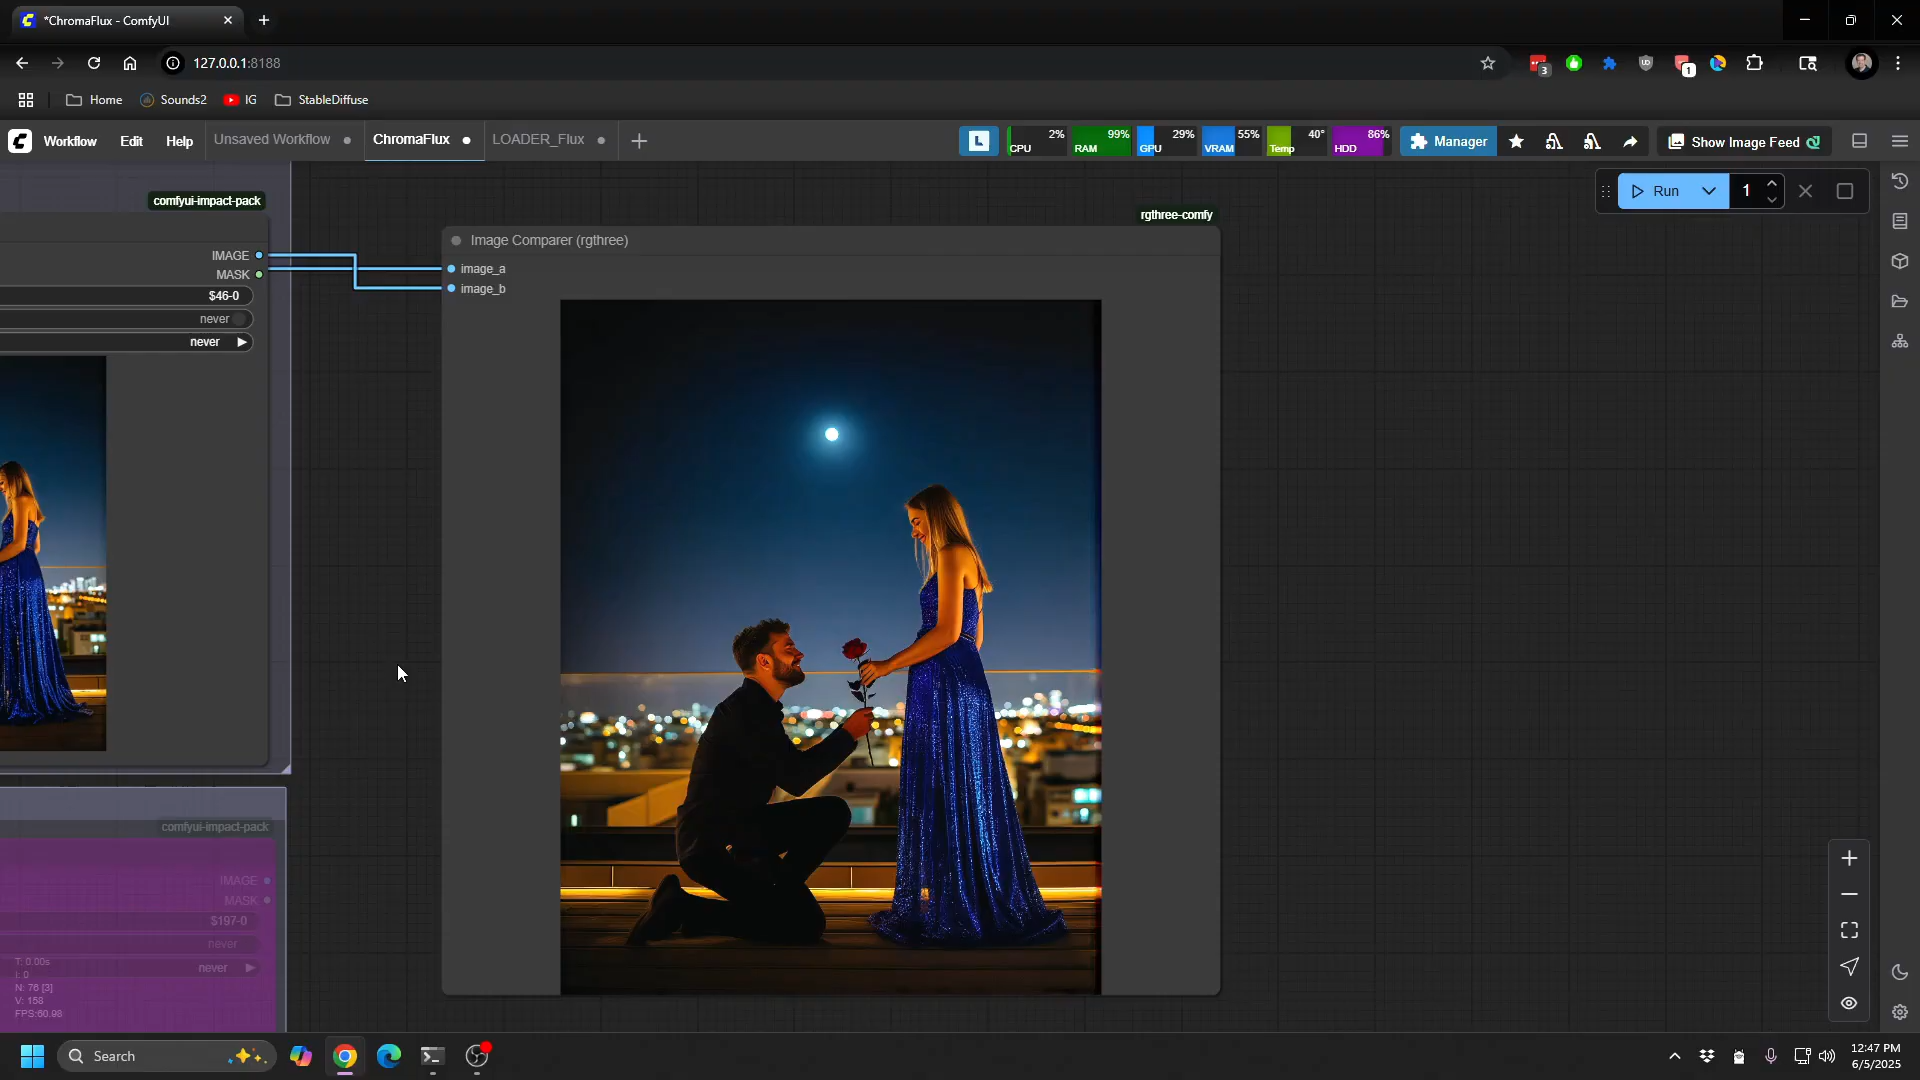 *ChromaFlux - ComfyUI
127.0.0.1:8188
3
1
Home
Sounds2
IG
StableDiffuse
Workflow
Edit
Help
Unsaved Workflow
ChromaFlux
LOADER_Flux
L
CPU 2%
RAM 99%
GPU 29%
VRAM 55%
Temp 40°
HDD 86%
Manager
Show Image Feed
Run
1
comfyui-impact-pack
IMAGE
MASK
$46-0
never
never
rgthree-comfy
Image Comparer (rgthree)
image_a
image_b
comfyui-impact-pack
IMAGE
MASK
$197-0
never
never
T: 0.00s
I: 0
N: 76 [3]
V: 158
FPS:60.98
Search
12:47 PM
6/5/2025